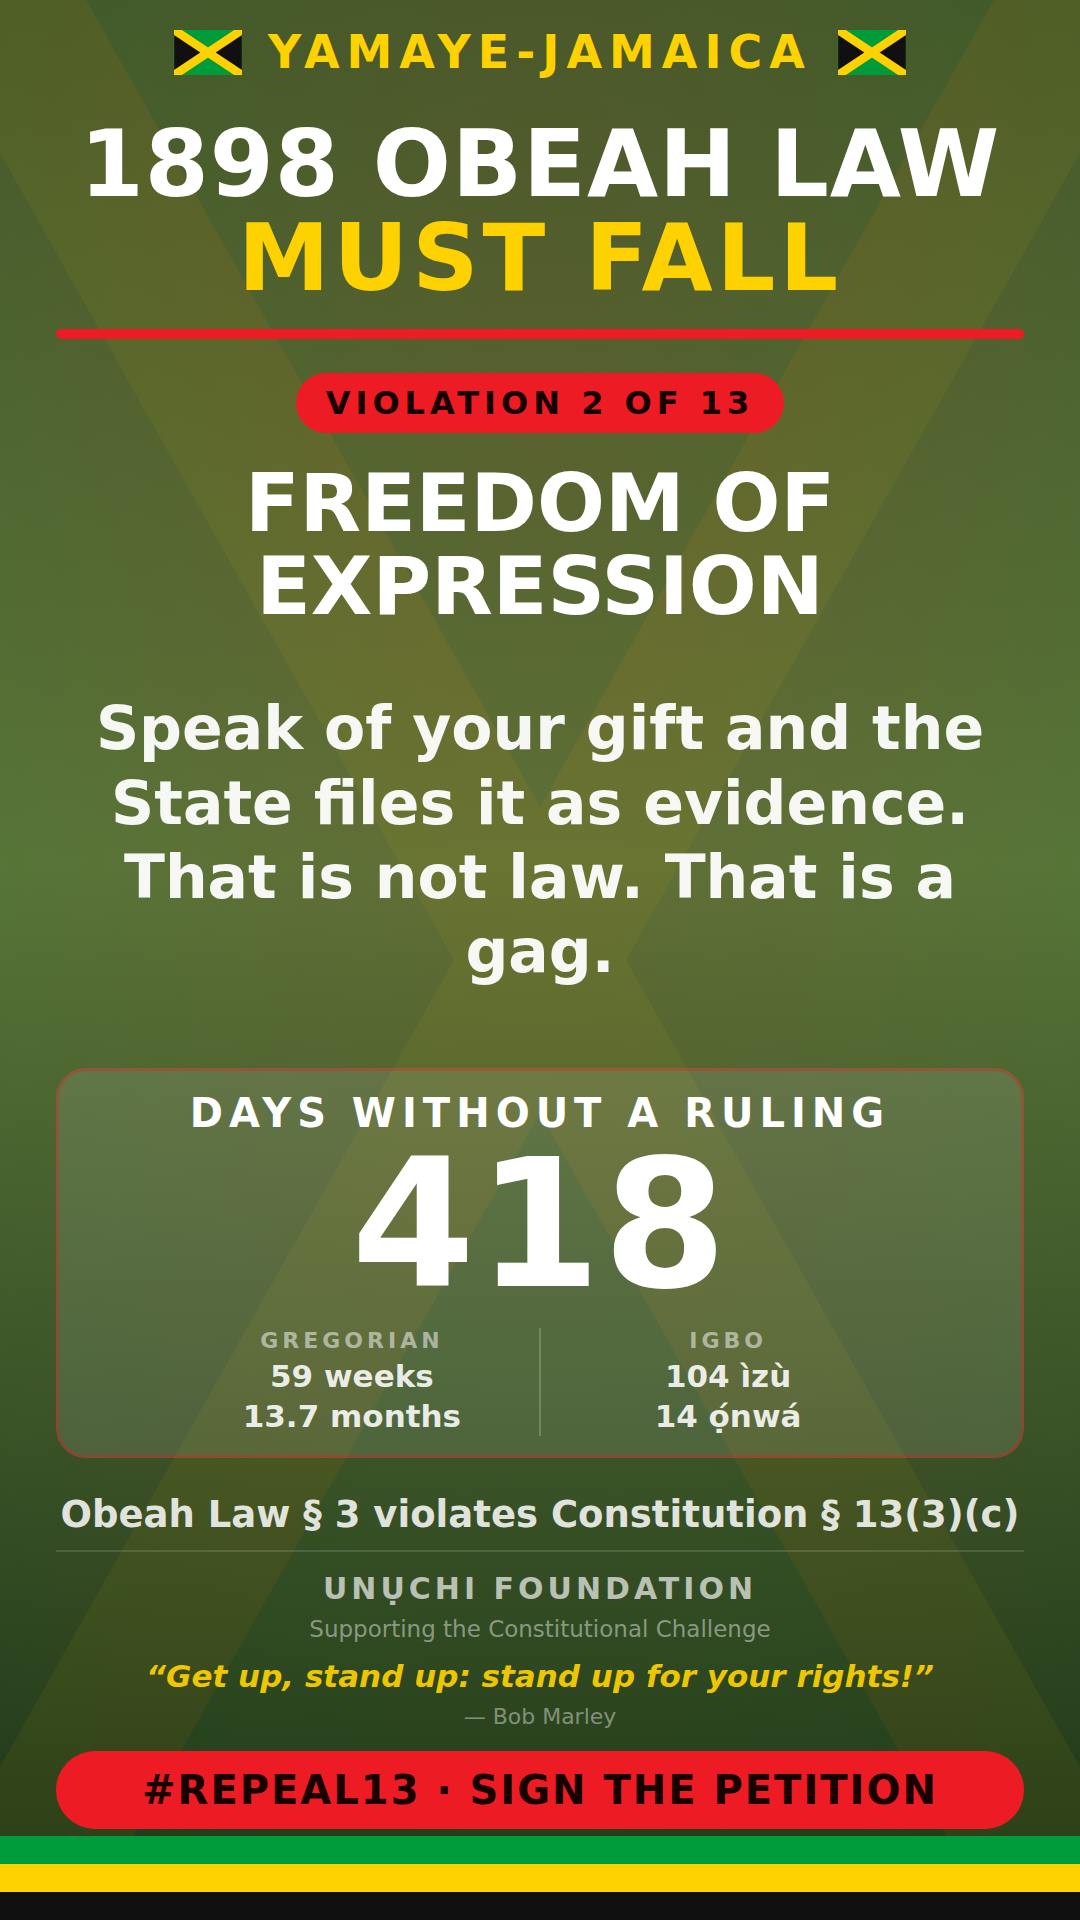 YAMAYE-JAMAICA
1898 OBEAH LAW
MUST FALL
VIOLATION 2 OF 13
FREEDOM OF
EXPRESSION
Speak of your gift and the
State files it as evidence.
That is not law. That is a
gag.
DAYS WITHOUT A RULING
418
GREGORIAN
59 weeks
13.7 months
IGBO
104 ìzù
14 ọ́nwá
Obeah Law § 3 violates Constitution § 13(3)(c)
UNỤCHI FOUNDATION
Supporting the Constitutional Challenge
“Get up, stand up: stand up for your rights!”
— Bob Marley
#REPEAL13 · SIGN THE PETITION